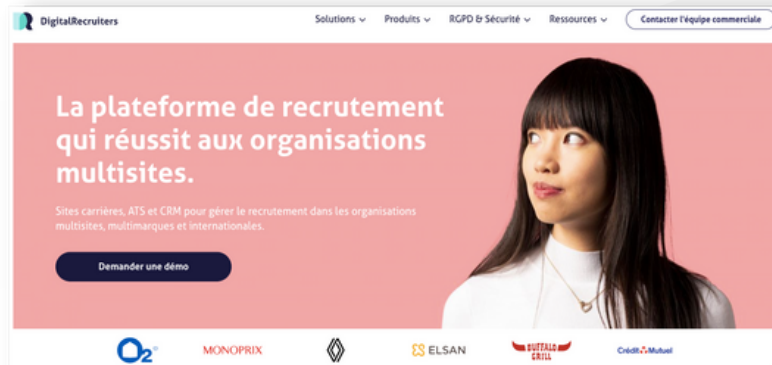 DigitalRecruiters
Solutions
Produits
RGPD & Sécurité
Ressources
Contacter l'équipe commerciale
La plateforme de recrutement
qui réussit aux organisations
multisites.
Sites carrières, ATS et CRM pour gérer le recrutement dans les organisations
multisites, multimarques et internationales.
Demander une démo
O2
MONOPRIX
ELSAN
BUFFALO
GRILL
Crédit Mutuel